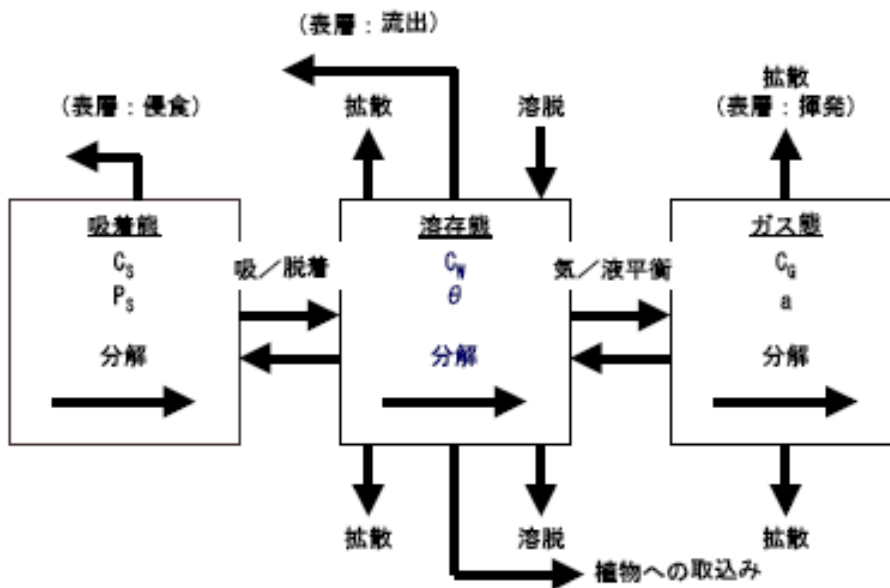 (表層：流出)
拡散
(表層：侵食)
拡散
溶脱
(表層：揮発)
吸着態
溶存態
ガス態
C_S
吸／脱着
C_W
気／液平衡
C_G
P_S
θ
a
分解
分解
分解
拡散
溶脱
拡散
植物への取込み